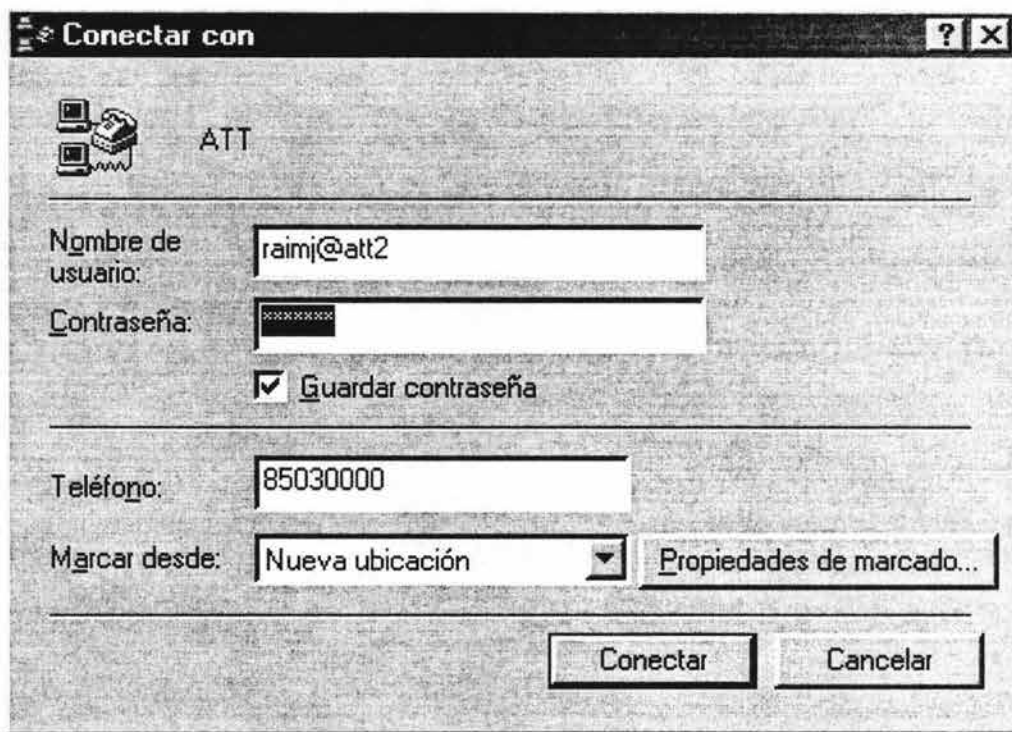 Conectar con
ATT
Nombre de
usuario:
raimj@att2
Contraseña:
*******
Guardar contraseña
Teléfono:
85030000
Marcar desde:
Nueva ubicación
Propiedades de marcado...
Conectar
Cancelar